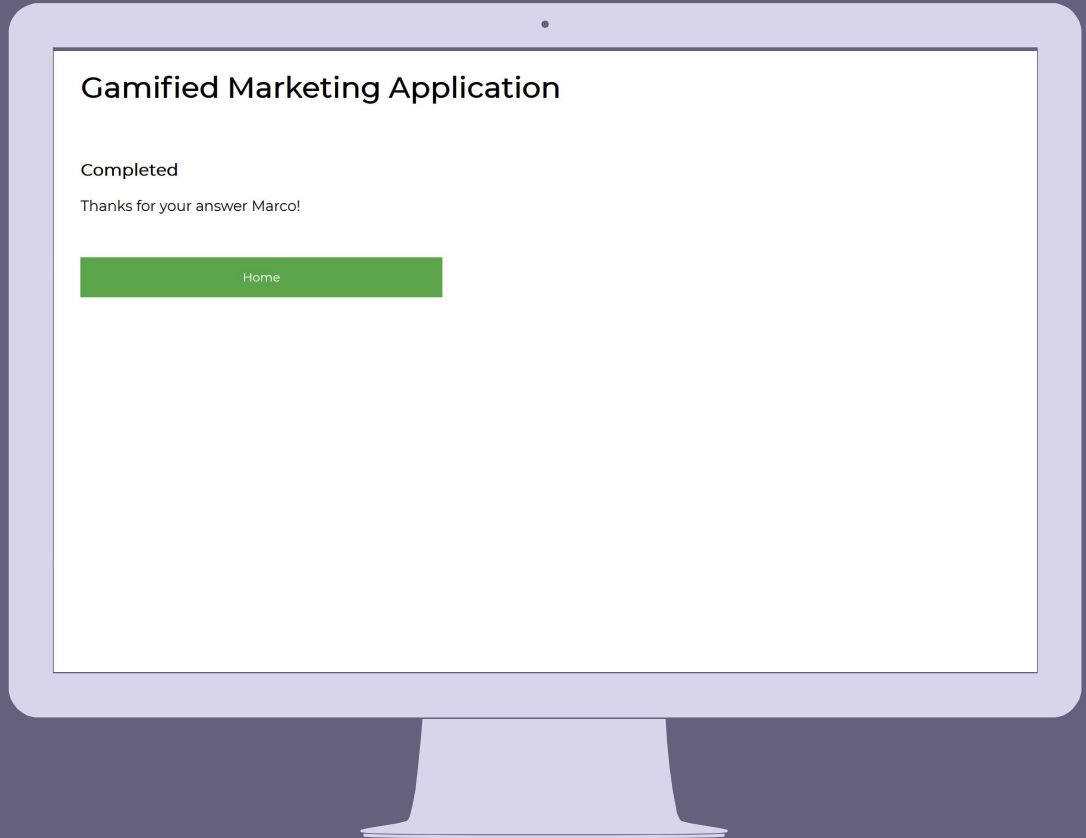 Gamified Marketing Application
Completed
Thanks for your answer Marco!
Home